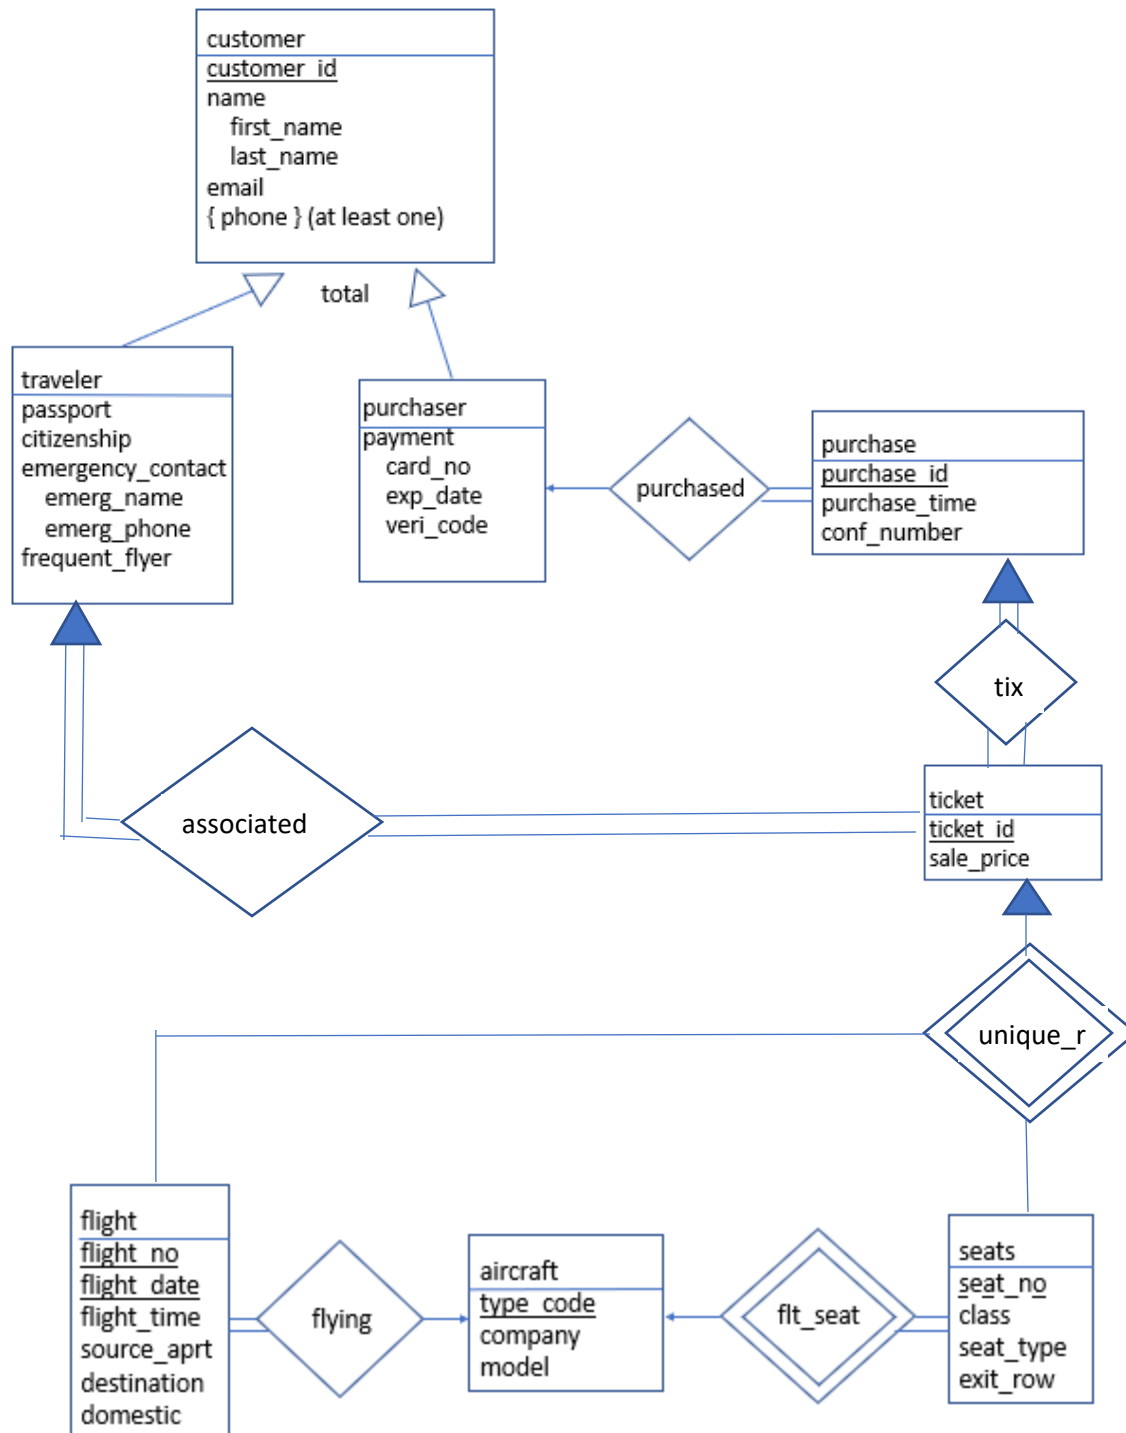 customer
customer_id
name
first_name
last_name
email
{ phone } (at least one)
total
traveler
passport
citizenship
emergency_contact
emerg_name
emerg_phone
frequent_flyer
purchaser
payment
card_no
exp_date
veri_code
purchased
purchase
purchase_id
purchase_time
conf_number
tix
associated
ticket
ticket_id
sale_price
unique_r
flight
flight_no
flight_date
flight_time
source_aprt
destination
domestic
flying
aircraft
type_code
company
model
flt_seat
seats
seat_no
class
seat_type
exit_row